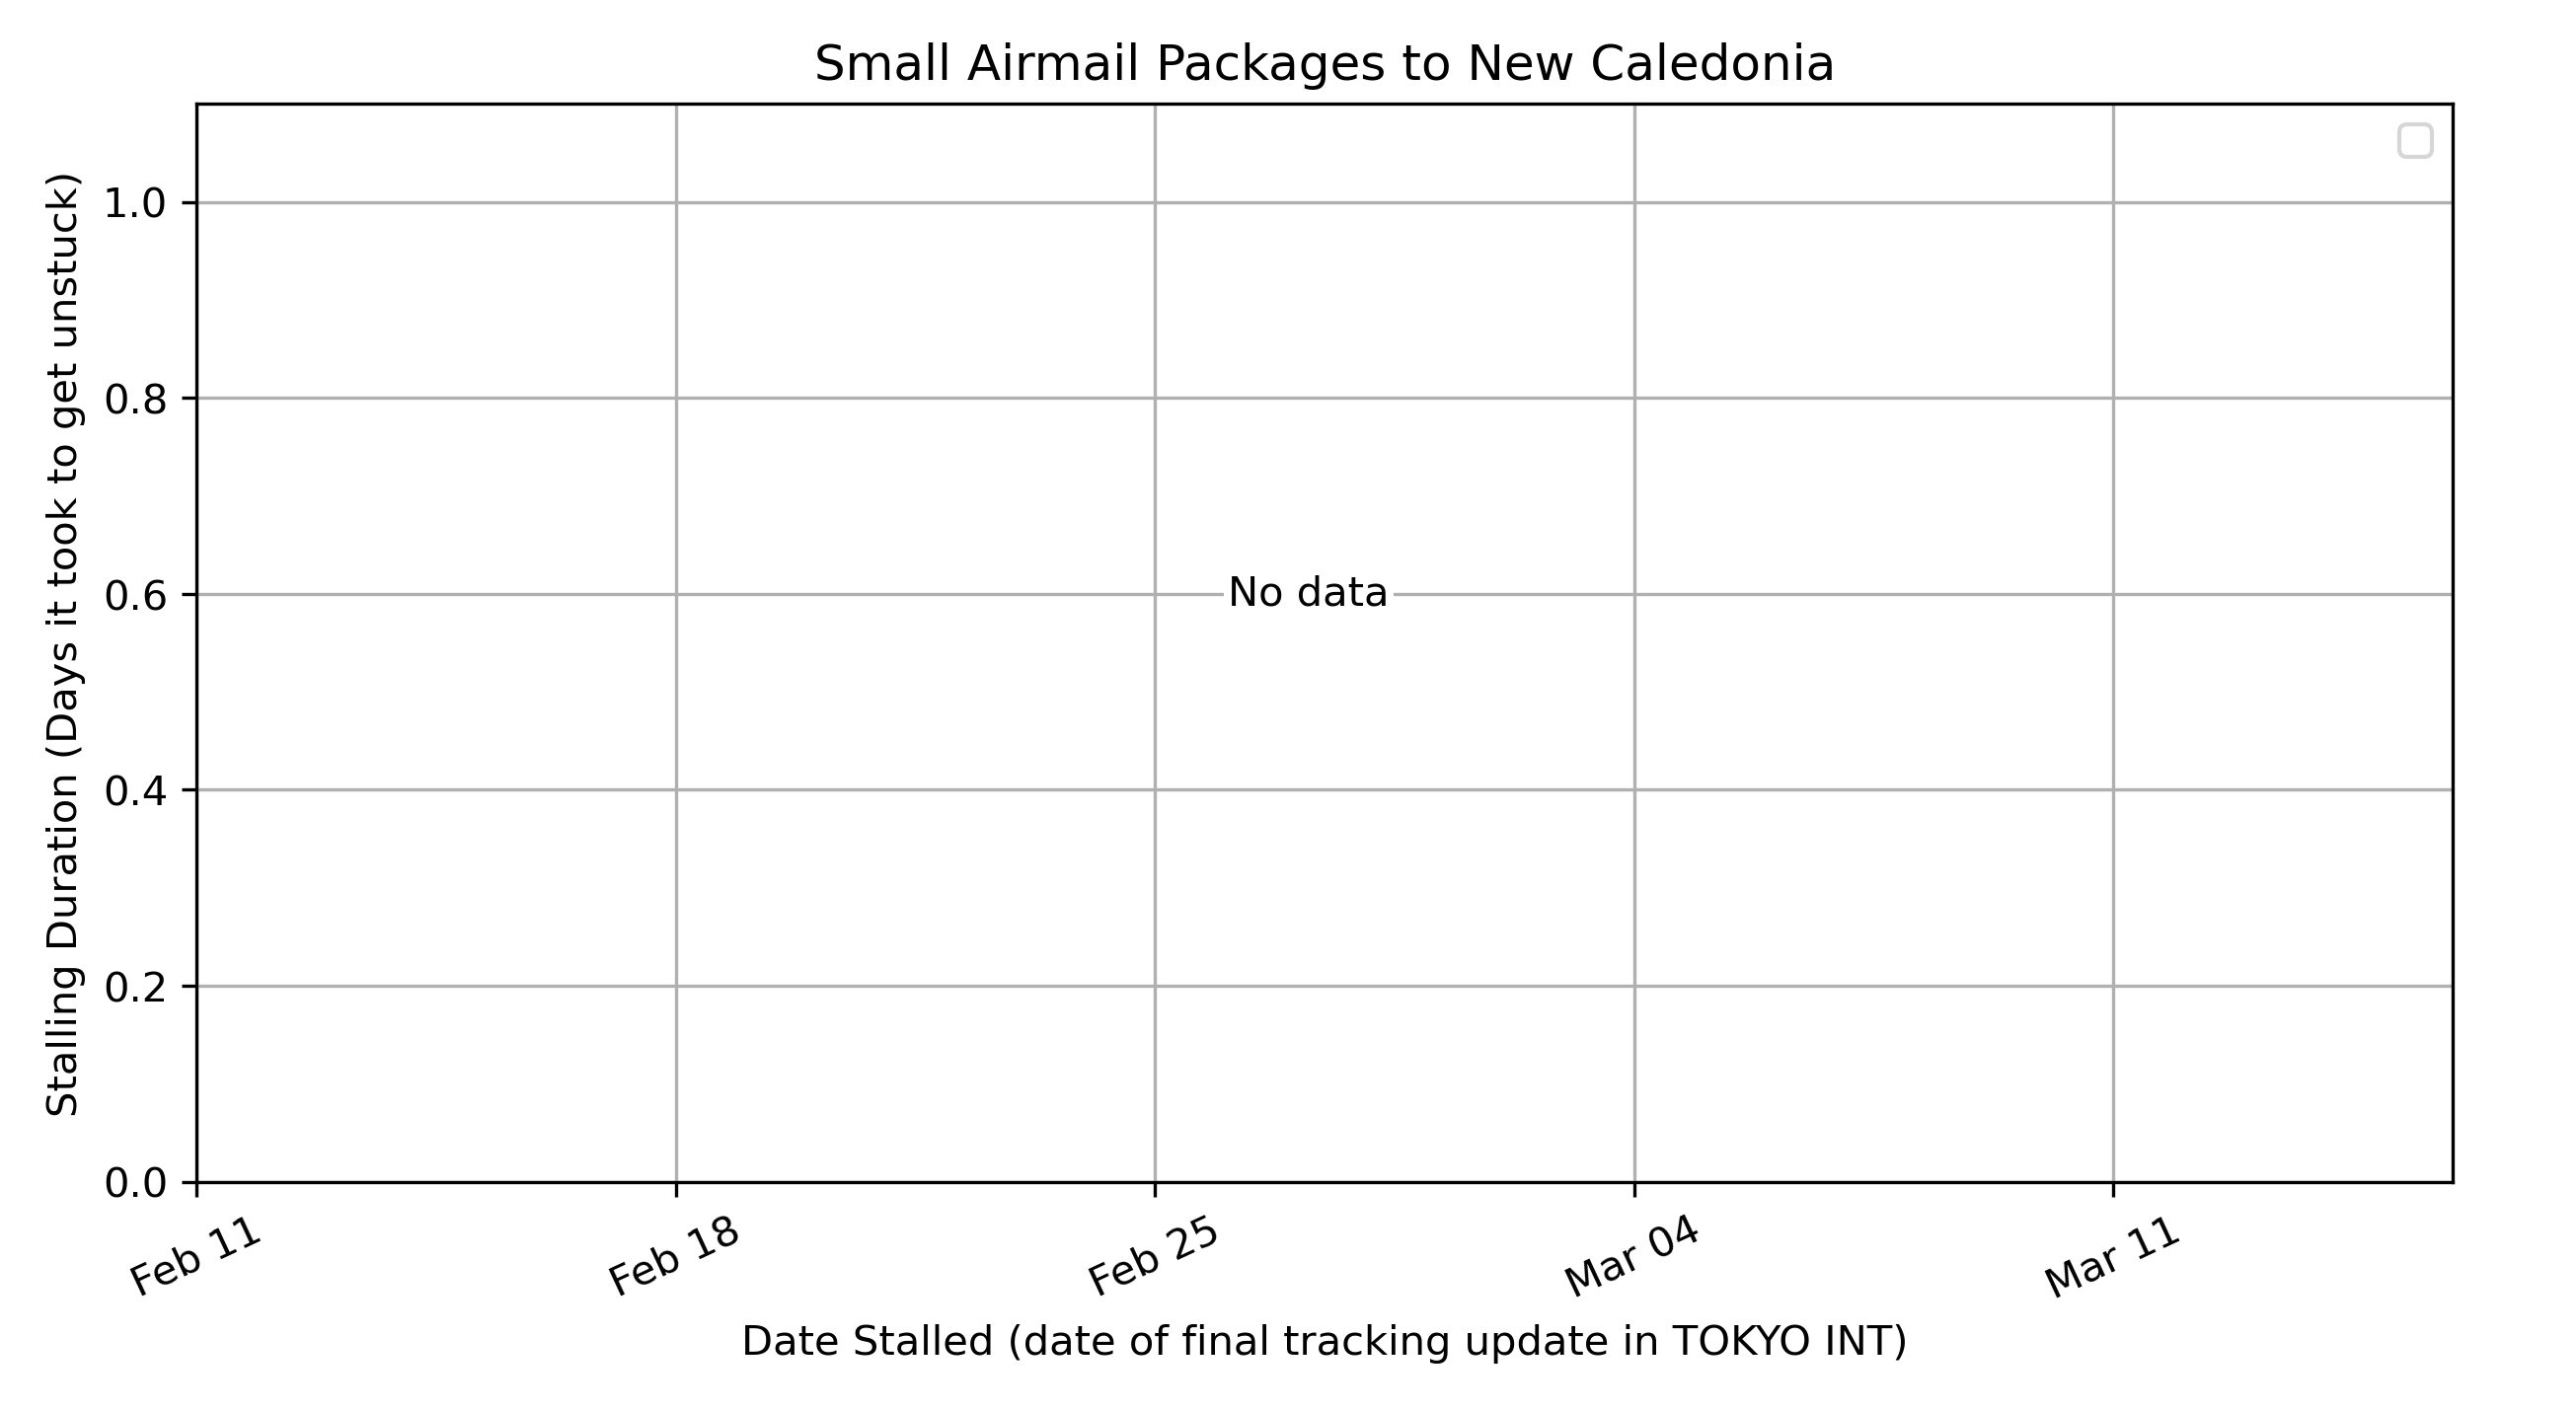 Small Airmail Packages to New Caledonia
Stalling Duration (Days it took to get unstuck)
1.0
0.8
0.6
0.4
0.2
0.0
No data
Feb 11
Feb 18
Feb 25
Mar 04
Mar 11
Date Stalled (date of final tracking update in TOKYO INT)